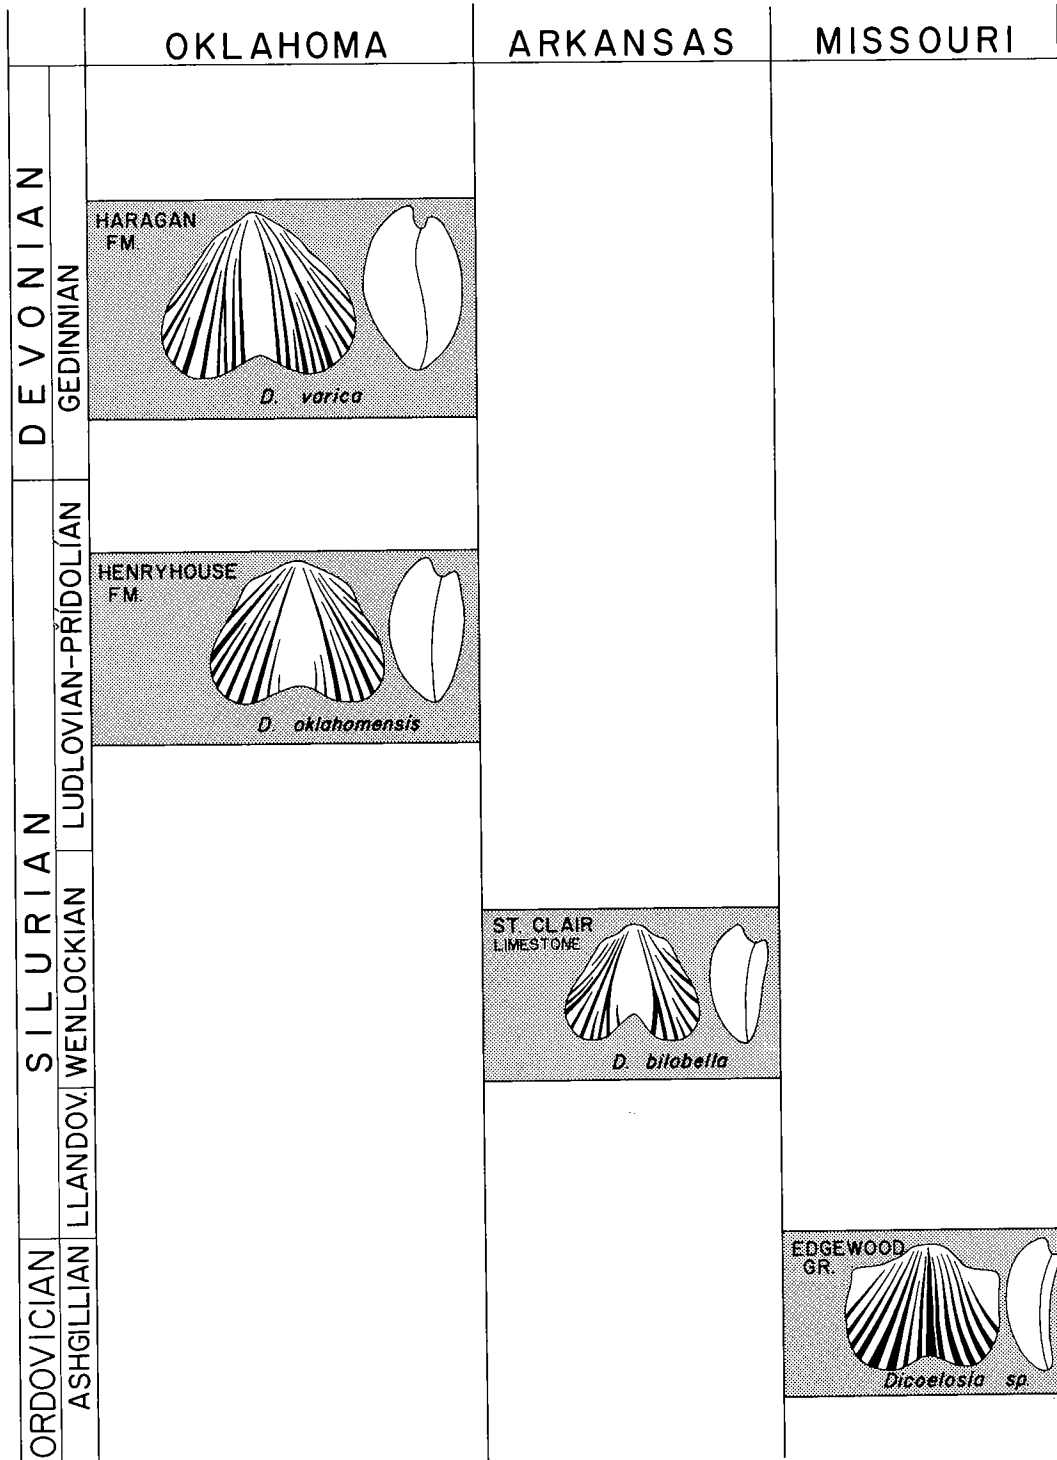 OKLAHOMA
ARKANSAS
MISSOURI
DEVONIAN
GEDINNIAN
HARAGAN
FM.
D. varica
SILURIAN
LUDLOVIAN-PŘÍDOLÍAN
HENRYHOUSE
FM.
D. oklahomensis
WENLOCKIAN
ST. CLAIR
LIMESTONE
D. bilobella
LLANDOV.
ORDOVICIAN
ASHGILLIAN
EDGEWOOD
GR.
Dicoelosia sp.